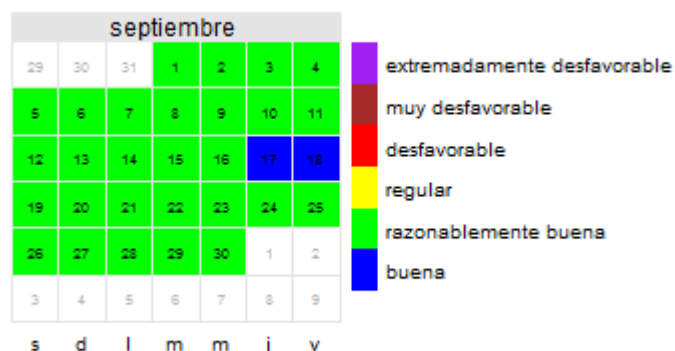 septiembre
29 30 31 1 2 3 4
5 6 7 8 9 10 11
12 13 14 15 16 17 18
19 20 21 22 23 24 25
26 27 28 29 30 1 2
3 4 5 6 7 8 9
s d l m m j v
extremadamente desfavorable
muy desfavorable
desfavorable
regular
razonablemente buena
buena